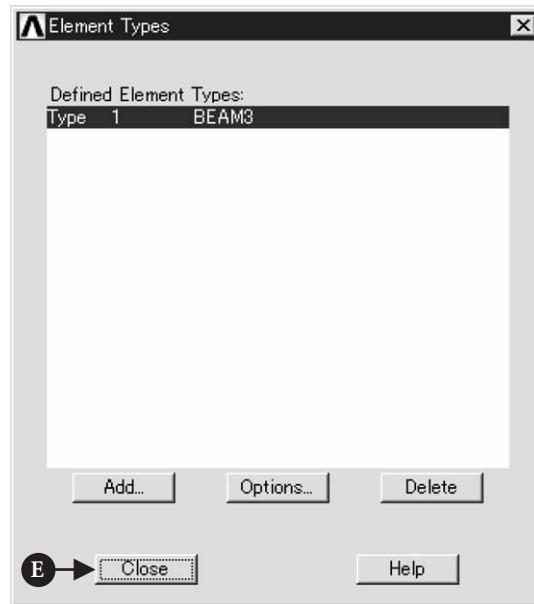 Element Types
Defined Element Types:
Type 1 BEAM3
Add... Options... Delete
E Close Help